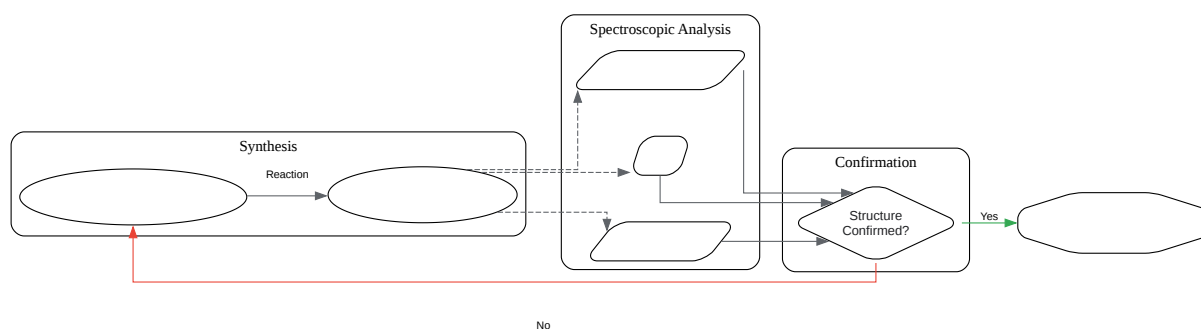 Spectroscopic Analysis
Synthesis
Reaction
Confirmation
Structure
Confirmed?
Yes
No